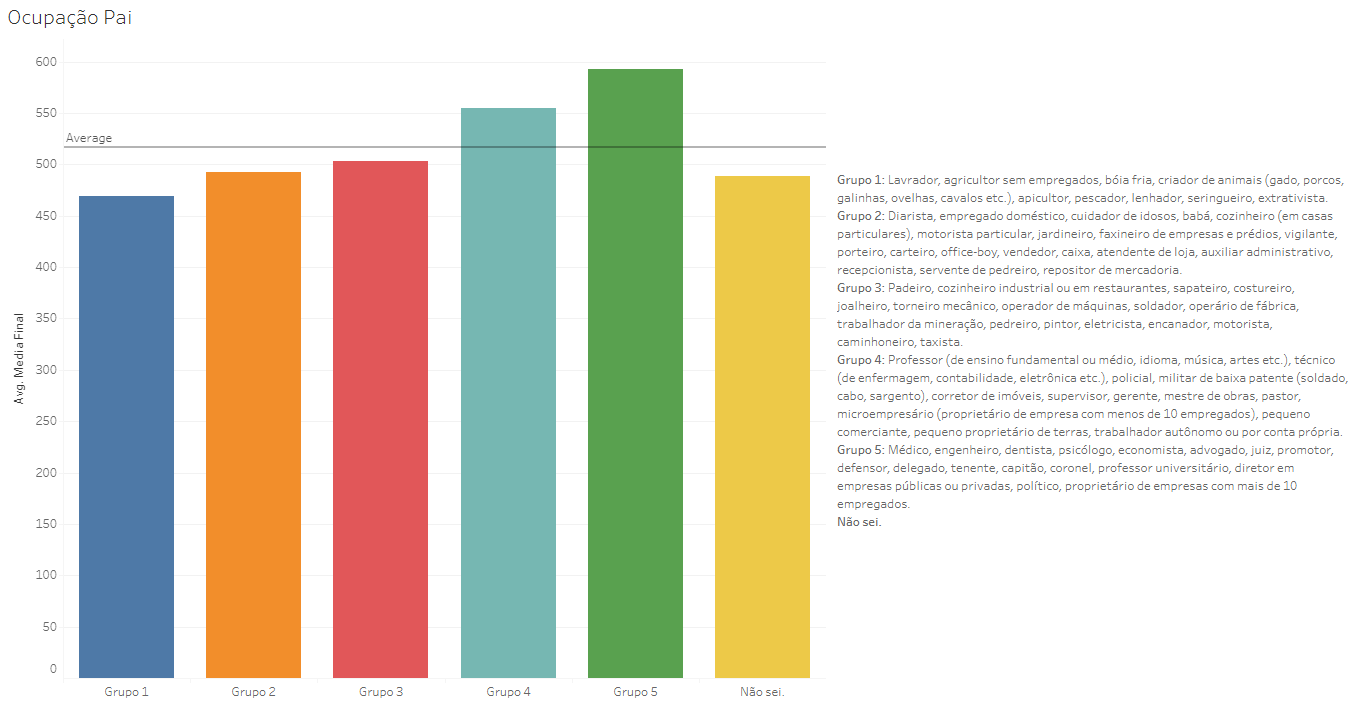 Ocupação Pai
600
550
Average
500
450
400
350
300
250
200
150
100
50
0
Avg. Media Final
Grupo 1
Grupo 2
Grupo 3
Grupo 4
Grupo 5
Não sei.
Grupo 1: Lavrador, agricultor sem empregados, bóia fria, criador de animais (gado, porcos,
galinhas, ovelhas, cavalos etc.), apicultor, pescador, lenhador, seringueiro, extrativista.
Grupo 2: Diarista, empregado doméstico, cuidador de idosos, babá, cozinheiro (em casas
particulares), motorista particular, jardineiro, faxineiro de empresas e prédios, vigilante,
porteiro, carteiro, office-boy, vendedor, caixa, atendente de loja, auxiliar administrativo,
recepcionista, servente de pedreiro, repositor de mercadoria.
Grupo 3: Padeiro, cozinheiro industrial ou em restaurantes, sapateiro, costureiro,
joalheiro, torneiro mecânico, operador de máquinas, soldador, operário de fábrica,
trabalhador da mineração, pedreiro, pintor, eletricista, encanador, motorista,
caminhoneiro, taxista.
Grupo 4: Professor (de ensino fundamental ou médio, idioma, música, artes etc.), técnico
(de enfermagem, contabilidade, eletrônica etc.), policial, militar de baixa patente (soldado,
cabo, sargento), corretor de imóveis, supervisor, gerente, mestre de obras, pastor,
microempresário (proprietário de empresa com menos de 10 empregados), pequeno
comerciante, pequeno proprietário de terras, trabalhador autônomo ou por conta própria.
Grupo 5: Médico, engenheiro, dentista, psicólogo, economista, advogado, juiz, promotor,
defensor, delegado, tenente, capitão, coronel, professor universitário, diretor em
empresas públicas ou privadas, político, proprietário de empresas com mais de 10
empregados.
Não sei.